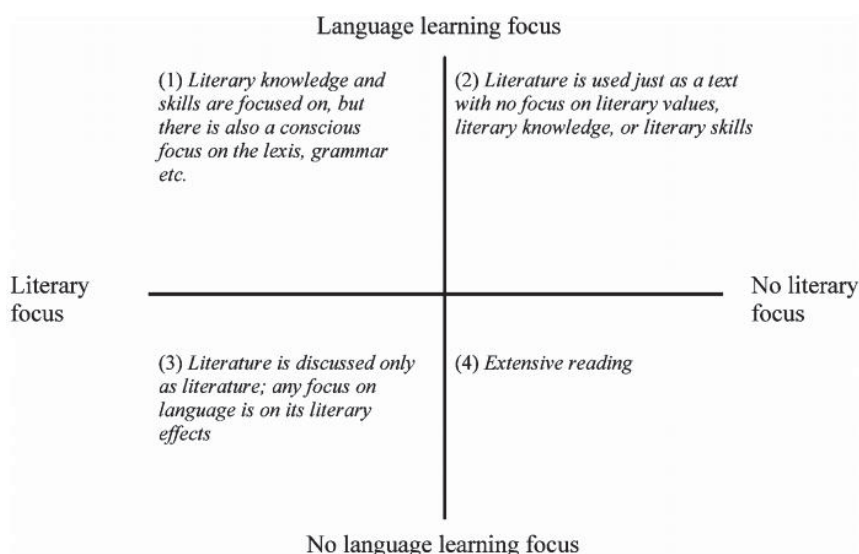 Language learning focus
(1) Literary knowledge and
skills are focused on, but
there is also a conscious
focus on the lexis, grammar
etc.
(2) Literature is used just as a text
with no focus on literary values,
literary knowledge, or literary skills
Literary
focus
No literary
focus
(3) Literature is discussed only
as literature; any focus on
language is on its literary
effects
(4) Extensive reading
No language learning focus